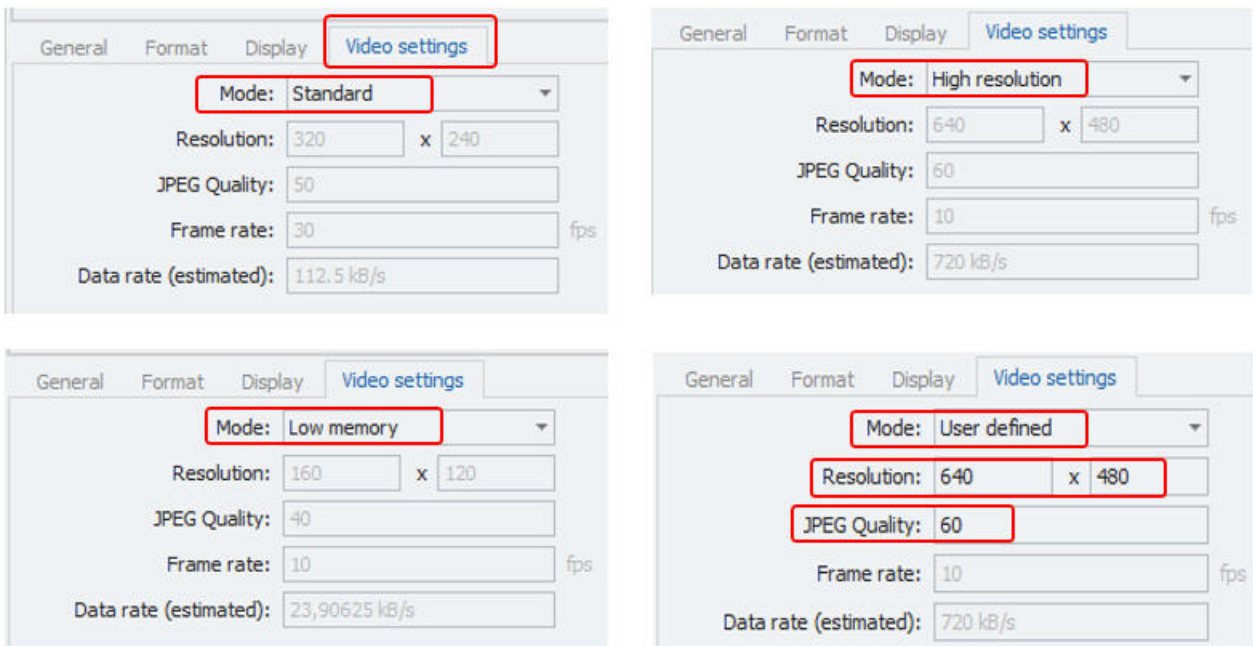 General Format Display Video settings
Mode: Standard
Resolution: 320 x 240
JPEG Quality: 50
Frame rate: 30 fps
Data rate (estimated): 112.5 kB/s
General Format Display Video settings
Mode: High resolution
Resolution: 640 x 480
JPEG Quality: 60
Frame rate: 10 fps
Data rate (estimated): 720 kB/s
General Format Display Video settings
Mode: Low memory
Resolution: 160 x 120
JPEG Quality: 40
Frame rate: 10 fps
Data rate (estimated): 23,90625 kB/s
General Format Display Video settings
Mode: User defined
Resolution: 640 x 480
JPEG Quality: 60
Frame rate: 10 fps
Data rate (estimated): 720 kB/s